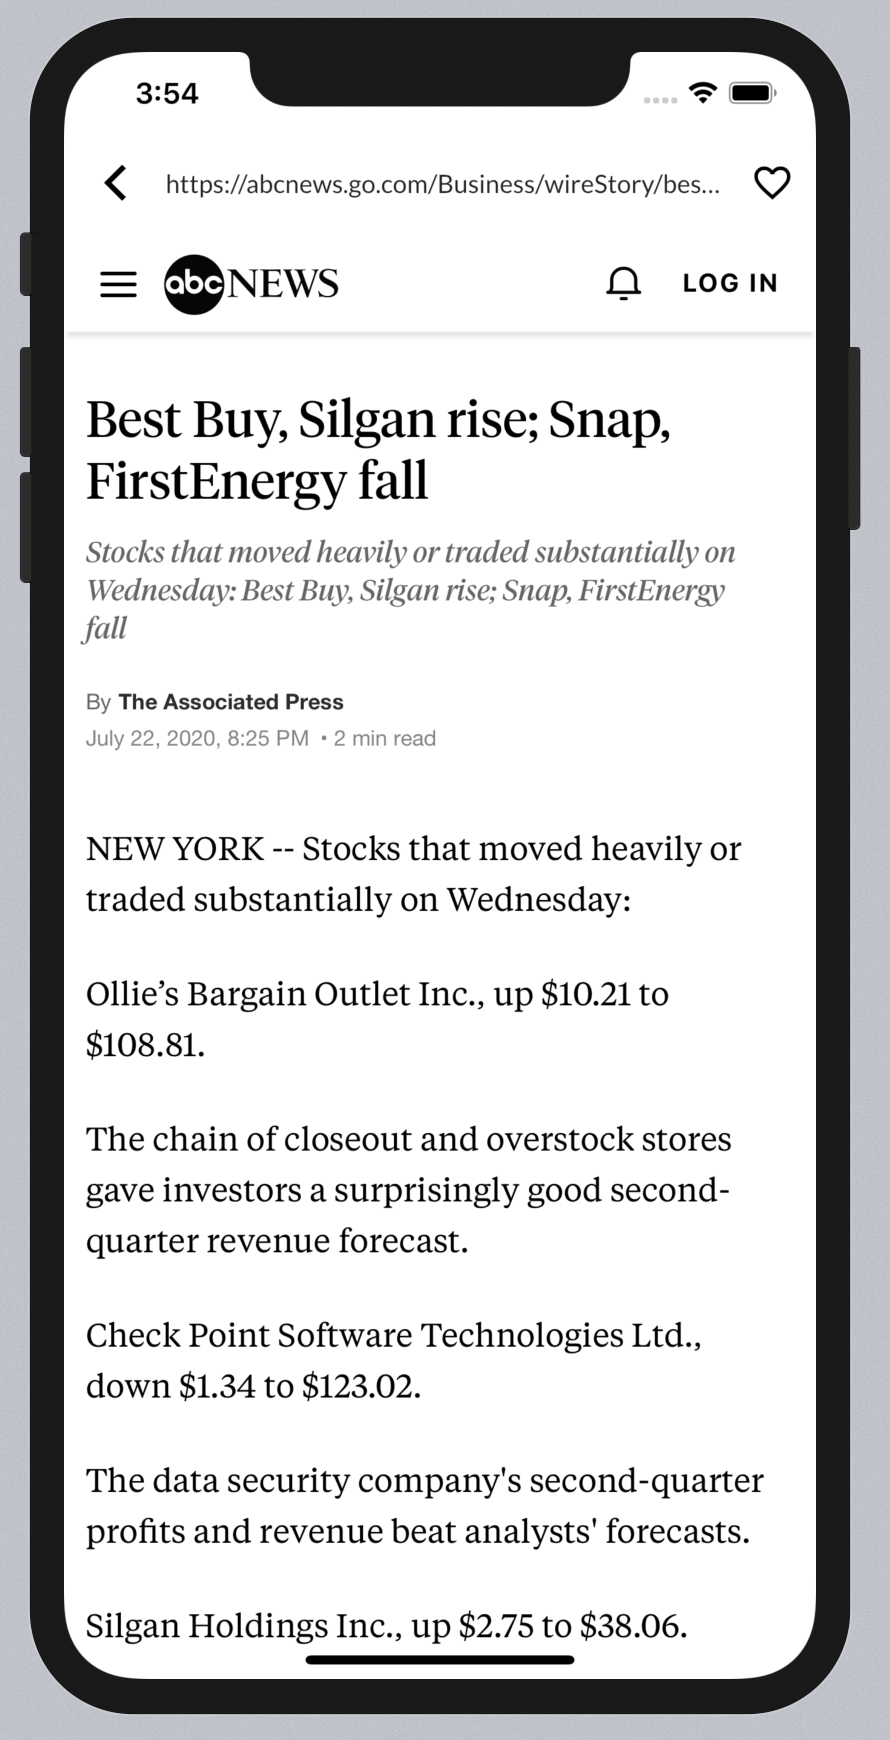 3:54
https://abcnews.go.com/Business/wireStory/bes...
abc NEWS
LOG IN
Best Buy, Silgan rise; Snap,
FirstEnergy fall
Stocks that moved heavily or traded substantially on
Wednesday: Best Buy, Silgan rise; Snap, FirstEnergy
fall
By The Associated Press
July 22, 2020, 8:25 PM • 2 min read
NEW YORK -- Stocks that moved heavily or
traded substantially on Wednesday:
Ollie’s Bargain Outlet Inc., up $10.21 to
$108.81.
The chain of closeout and overstock stores
gave investors a surprisingly good second-
quarter revenue forecast.
Check Point Software Technologies Ltd.,
down $1.34 to $123.02.
The data security company's second-quarter
profits and revenue beat analysts' forecasts.
Silgan Holdings Inc., up $2.75 to $38.06.